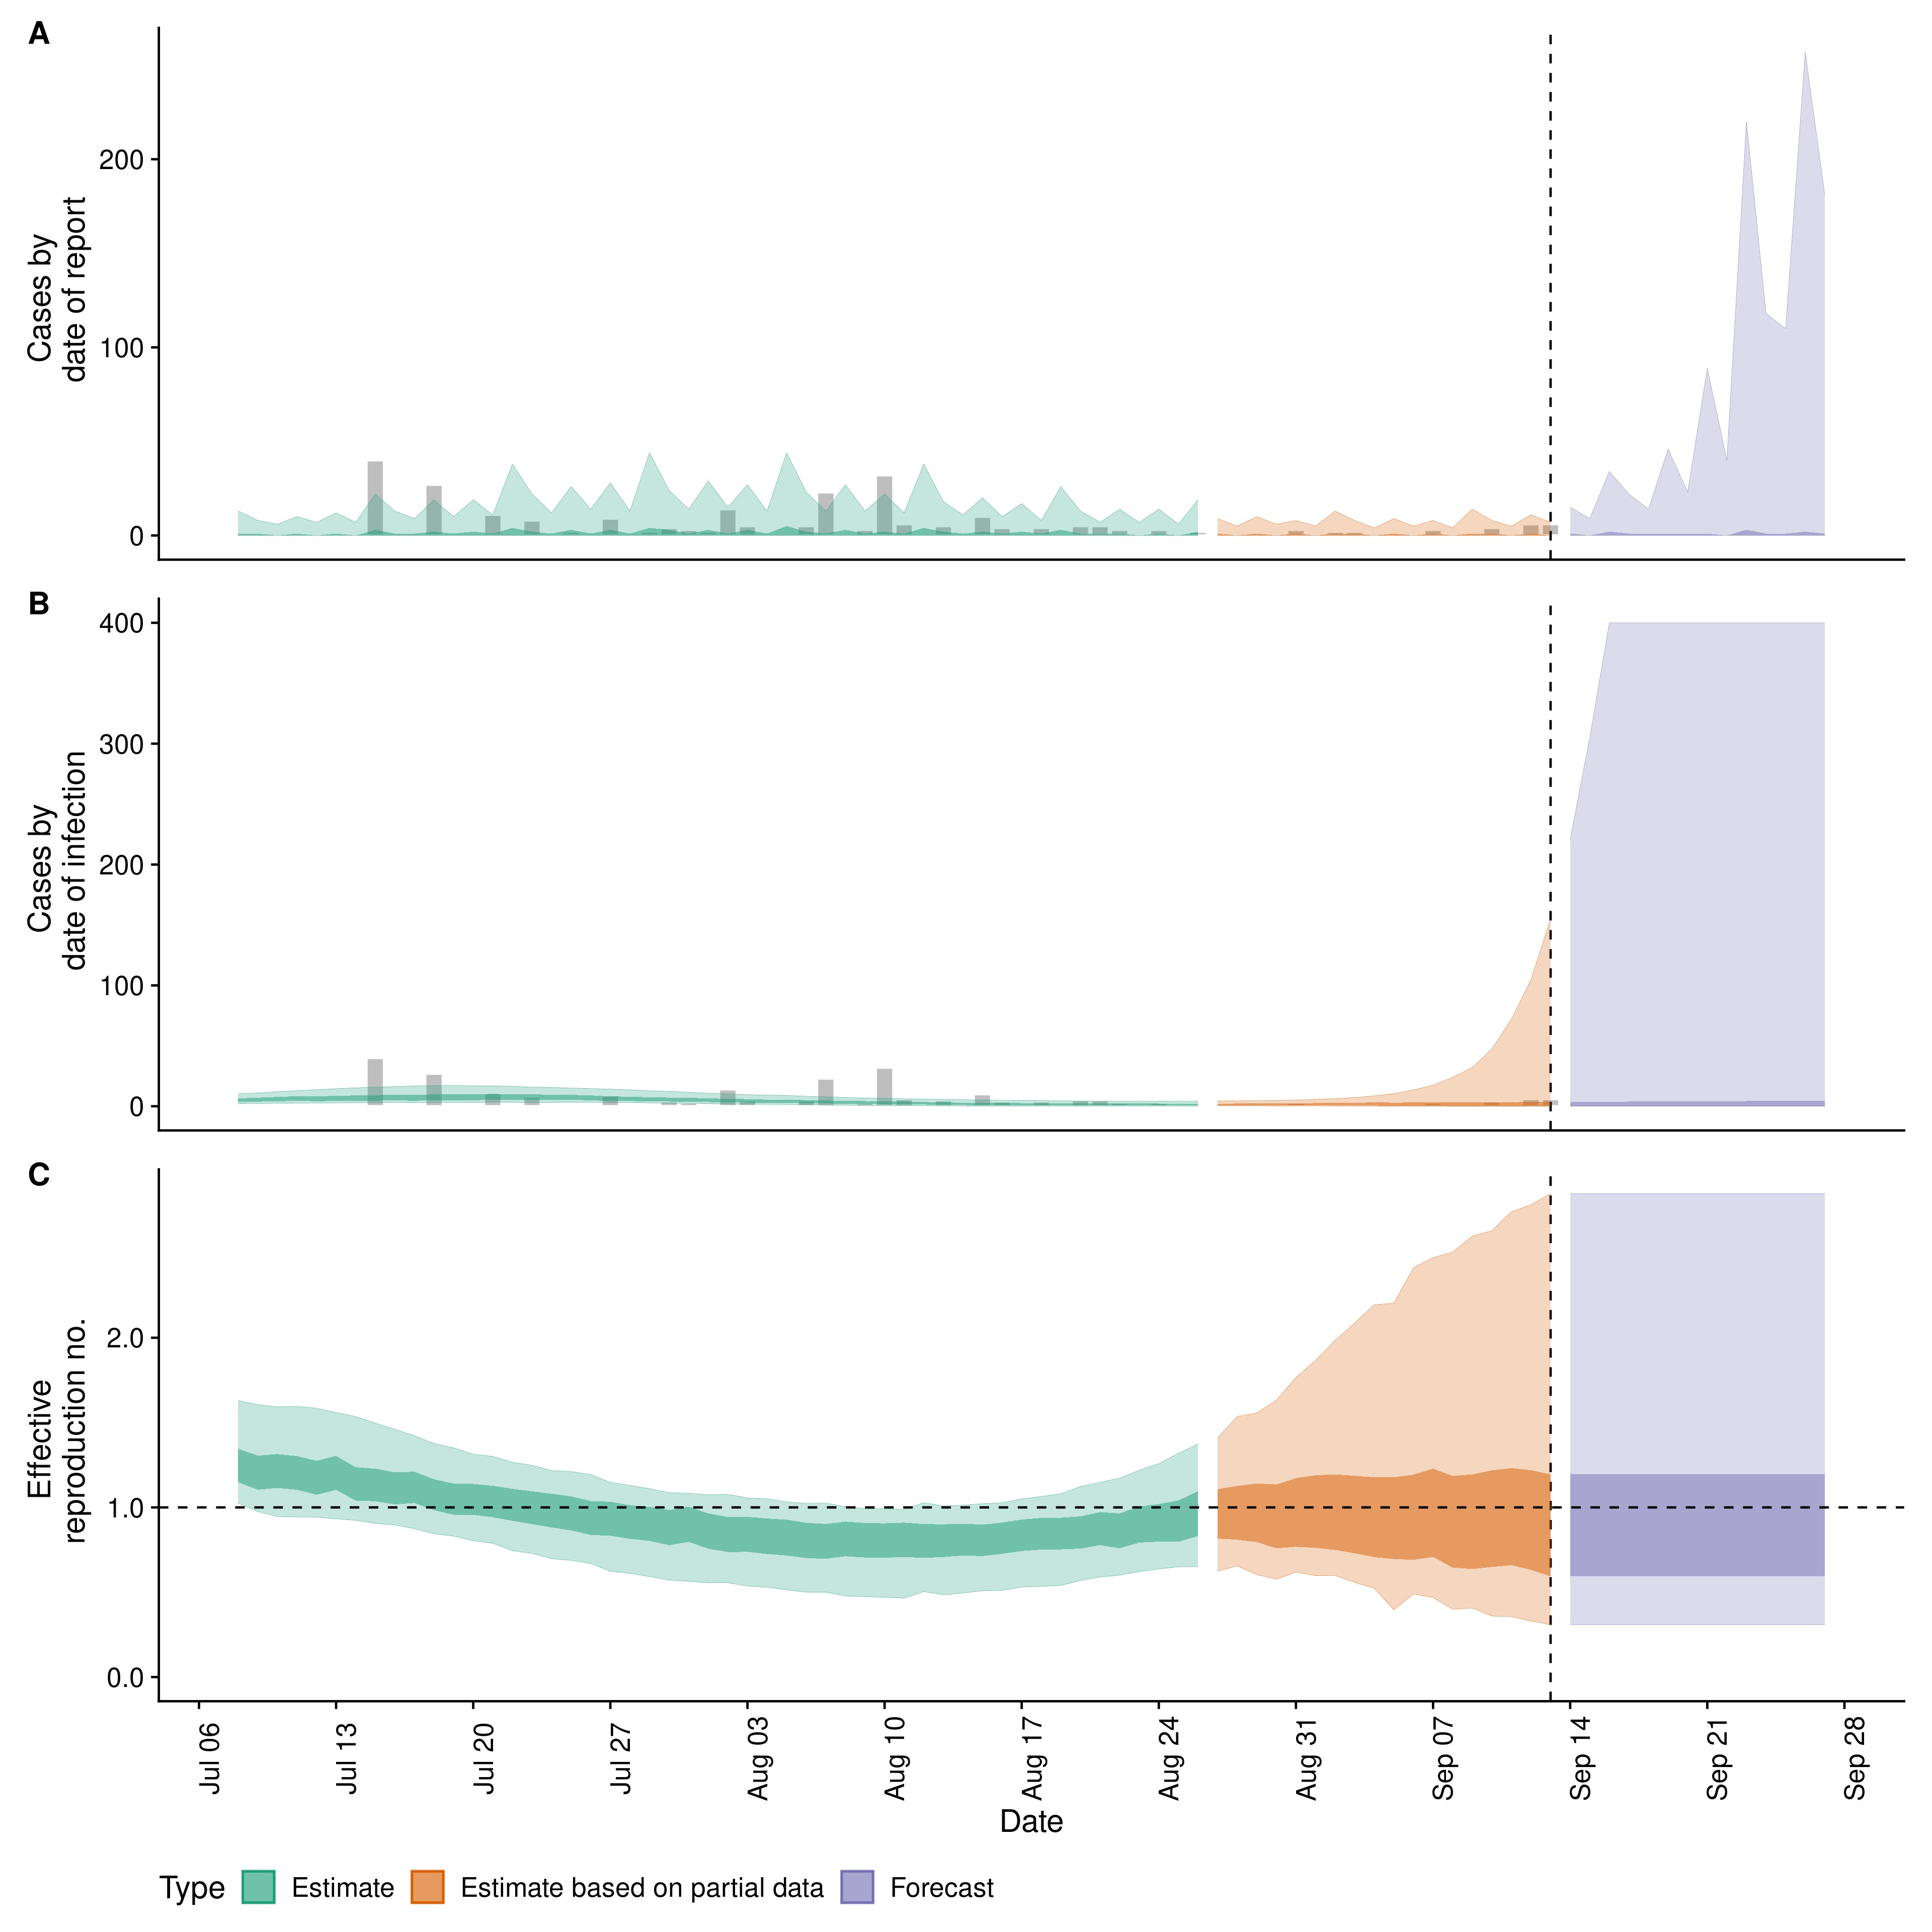 A
200
100
0
Cases by
date of report
B
400
300
200
100
0
Cases by
date of infection
C
2.0
1.0
0.0
Effective
reproduction no.
Jul 06
Jul 13
Jul 20
Jul 27
Aug 03
Aug 10
Aug 17
Aug 24
Aug 31
Sep 07
Sep 14
Sep 21
Sep 28
Date
Type Estimate Estimate based on partial data Forecast